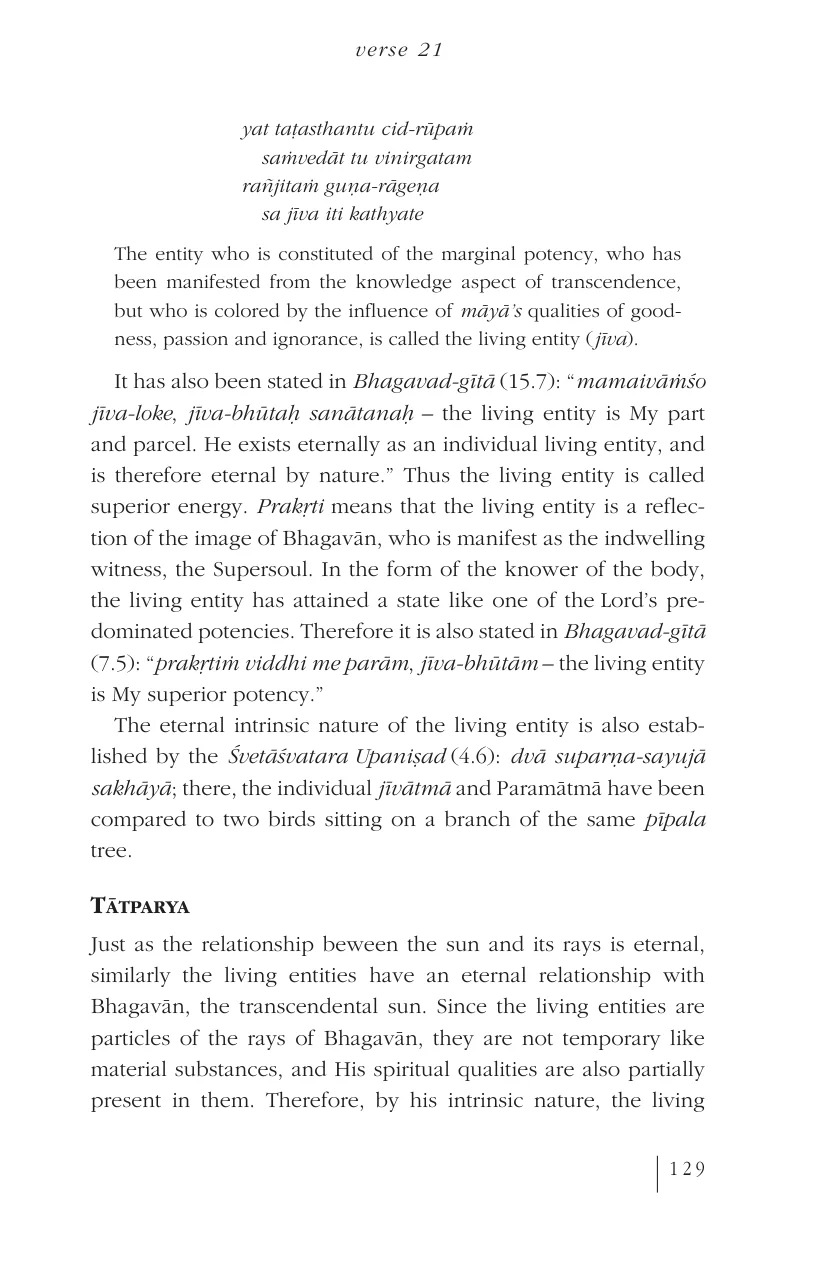 verse 21
yat taṭasthantu cid-rūpaṁ
saṁvedāt tu vinirgatam
rañjitaṁ guṇa-rāgeṇa
sa jīva iti kathyate
The entity who is constituted of the marginal potency, who has
been manifested from the knowledge aspect of transcendence,
but who is colored by the influence of māyā’s qualities of good-
ness, passion and ignorance, is called the living entity (jīva).
It has also been stated in Bhagavad-gītā (15.7): “mamaivāṁśo
jīva-loke, jīva-bhūtaḥ sanātanaḥ – the living entity is My part
and parcel. He exists eternally as an individual living entity, and
is therefore eternal by nature.” Thus the living entity is called
superior energy. Prakṛti means that the living entity is a reflec-
tion of the image of Bhagavān, who is manifest as the indwelling
witness, the Supersoul. In the form of the knower of the body,
the living entity has attained a state like one of the Lord’s pre-
dominated potencies. Therefore it is also stated in Bhagavad-gītā
(7.5): “prakṛtiṁ viddhi me parām, jīva-bhūtām – the living entity
is My superior potency.”
The eternal intrinsic nature of the living entity is also estab-
lished by the Śvetāśvatara Upaniṣad (4.6): dvā suparṇa-sayujā
sakhāyā; there, the individual jīvātmā and Paramātmā have been
compared to two birds sitting on a branch of the same pīpala
tree.
Tātparya
Just as the relationship beween the sun and its rays is eternal,
similarly the living entities have an eternal relationship with
Bhagavān, the transcendental sun. Since the living entities are
particles of the rays of Bhagavān, they are not temporary like
material substances, and His spiritual qualities are also partially
present in them. Therefore, by his intrinsic nature, the living
129